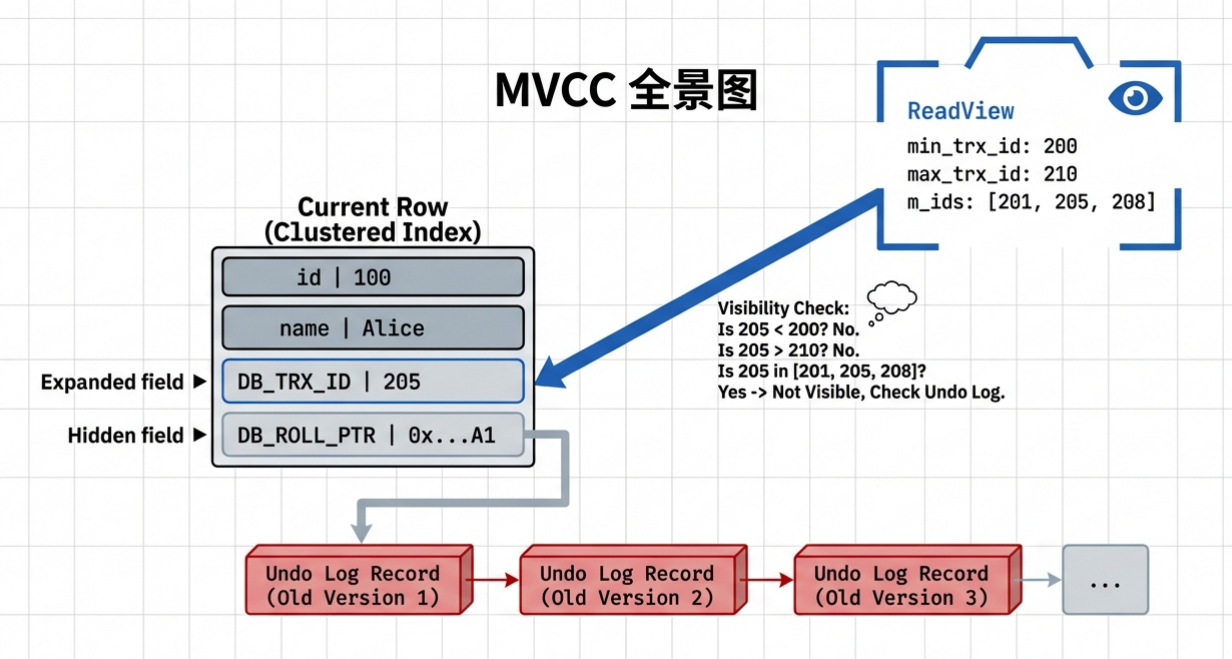 MVCC 全景图
ReadView
min_trx_id: 200
max_trx_id: 210
m_ids: [201, 205, 208]
Current Row
(Clustered Index)
id | 100
name | Alice
Expanded field ▶ DB_TRX_ID | 205
Hidden field ▶ DB_ROLL_PTR | 0x...A1
Visibility Check:
Is 205 < 200? No.
Is 205 > 210? No.
Is 205 in [201, 205, 208]?
Yes -> Not Visible, Check Undo Log.
Undo Log Record
(Old Version 1)
Undo Log Record
(Old Version 2)
Undo Log Record
(Old Version 3)
...